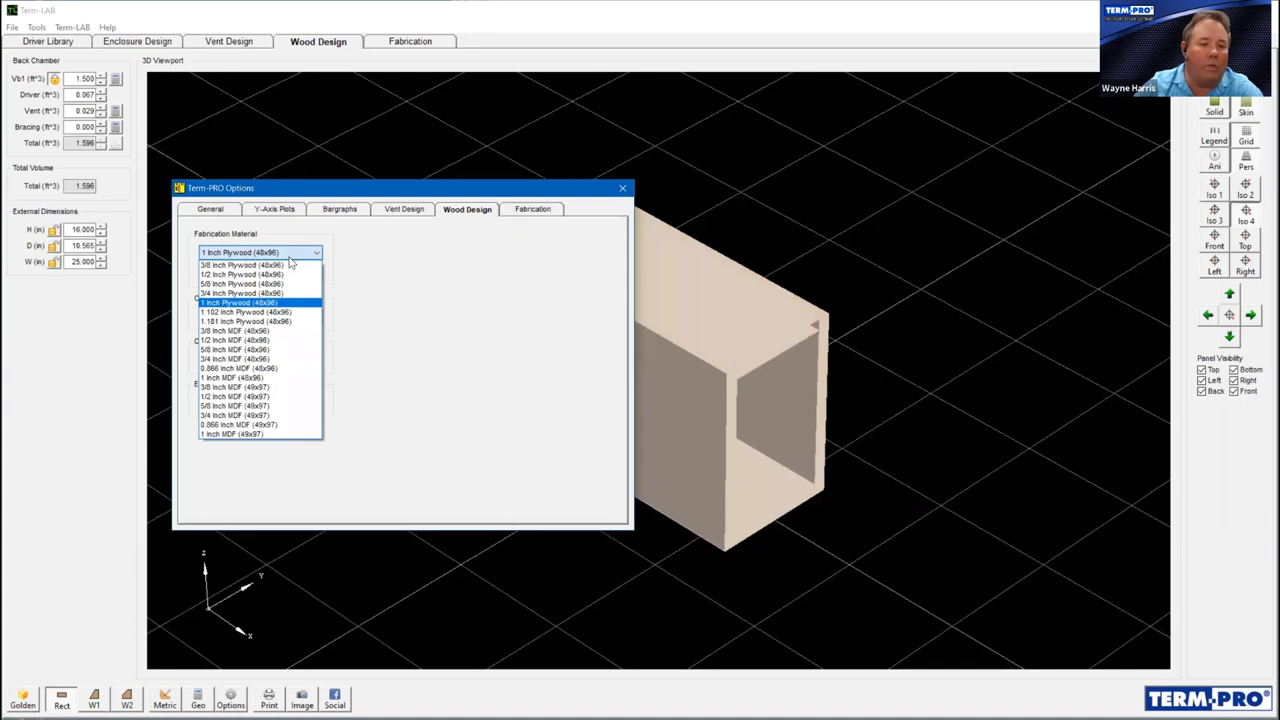 Term-LAB
File Tools Term-LAB Help
Driver Library Enclosure Design Vent Design Wood Design Fabrication
TERM-PRO
Wayne Harris
Back Chamber
Vb1 (ft^3) 1.500
Driver (ft^3) 0.067
Vent (ft^3) 0.029
Bracing (ft^3) 0.000
Total (ft^3) 1.596
Total Volume
Total (ft^3) 1.596
External Dimensions
H (in) 16.000
D (in) 10.565
W (in) 25.000
3D Viewport
Term-PRO Options
General Y-Axis Plots Bargraphs Vent Design Wood Design Fabrication
Fabrication Material
1 Inch Plywood (48x96)
3/8 Inch Plywood (48x96)
1/2 Inch Plywood (48x96)
5/8 Inch Plywood (48x96)
3/4 Inch Plywood (48x96)
1 Inch Plywood (48x96)
1.102 Inch Plywood (48x96)
1.181 Inch Plywood (48x96)
3/8 Inch MDF (48x96)
1/2 Inch MDF (48x96)
5/8 Inch MDF (48x96)
3/4 Inch MDF (48x96)
0.866 Inch MDF (48x96)
1 Inch MDF (48x96)
3/8 Inch MDF (49x97)
1/2 Inch MDF (49x97)
5/8 Inch MDF (49x97)
3/4 Inch MDF (49x97)
0.866 Inch MDF (49x97)
1 Inch MDF (49x97)
Z
Y
X
Solid Skin
Legend Grid
Ani Pers
Iso 1 Iso 2
Iso 3 Iso 4
Front Top
Left Right
Panel Visibility
Top Bottom
Left Right
Back Front
Golden Rect W1 W2 Metric Geo Options Print Image Social
TERM-PRO